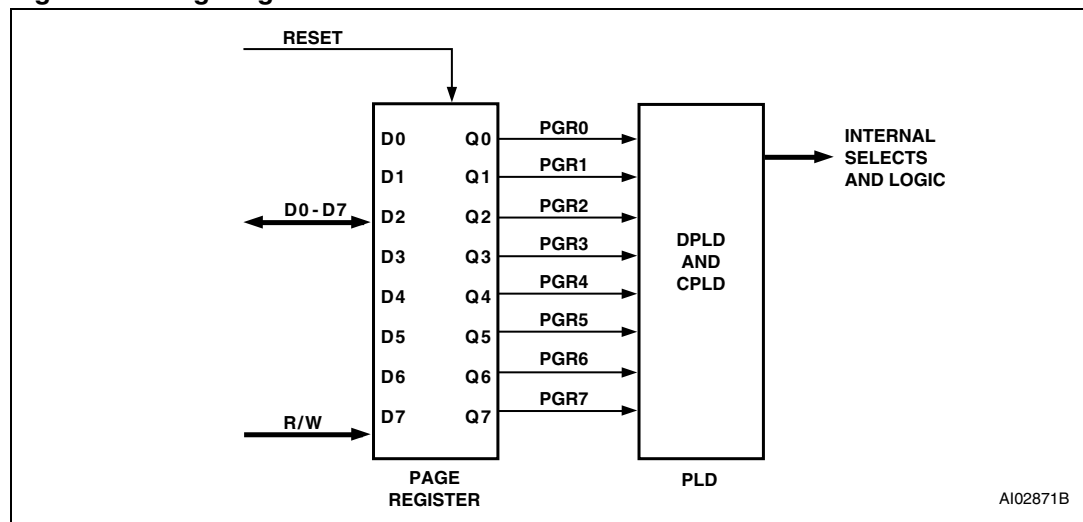 RESET
D0 Q0 PGR0
D1 Q1 PGR1
D0-D7 D2 Q2 PGR2
D3 Q3 PGR3
D4 Q4 PGR4
D5 Q5 PGR5
D6 Q6 PGR6
R/W D7 Q7 PGR7
DPLD
AND
CPLD
INTERNAL
SELECTS
AND LOGIC
PAGE
REGISTER
PLD
AI02871B